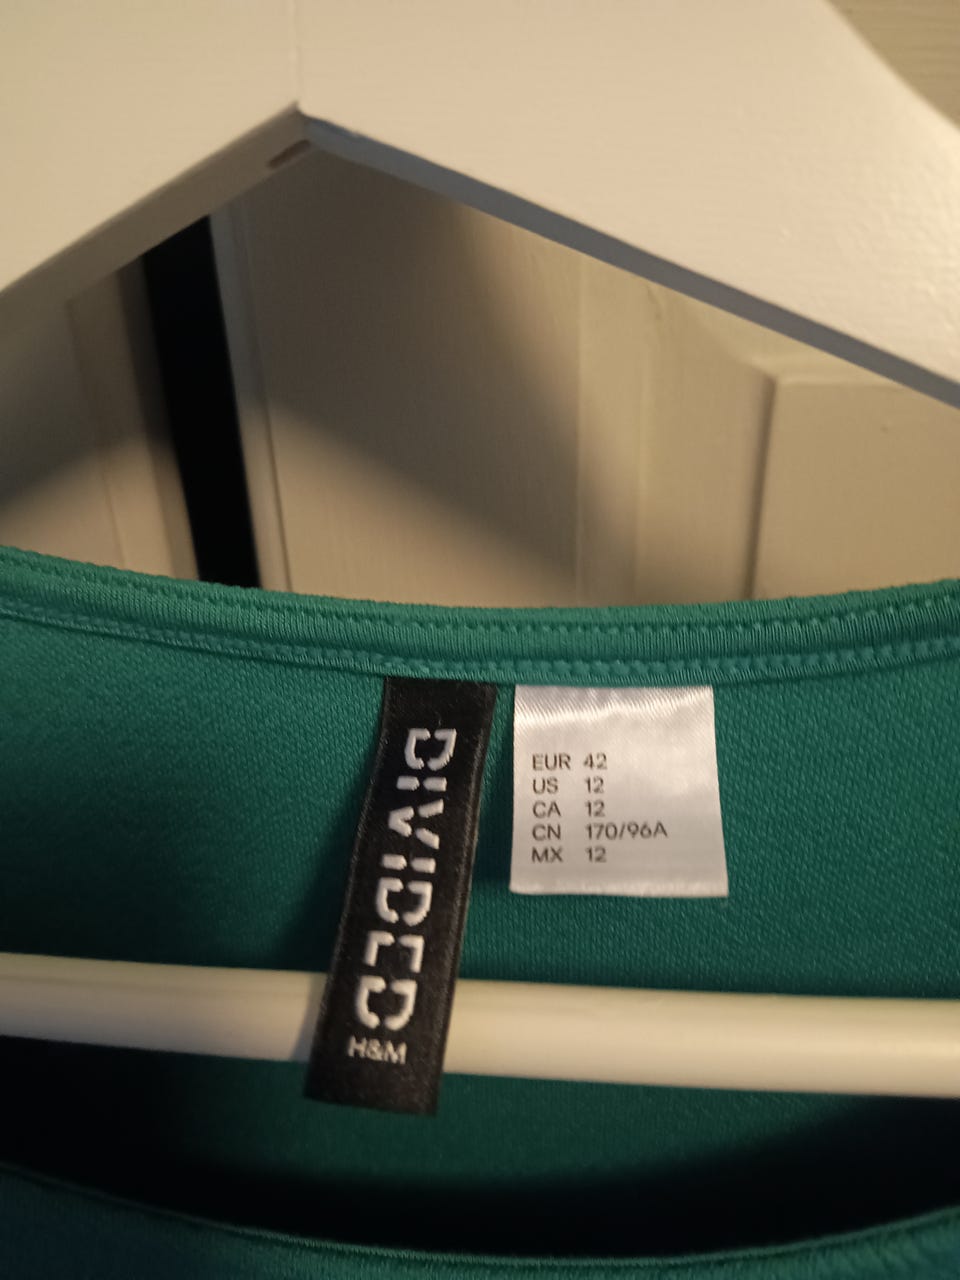 DIVIDED
H&M
EUR 42
US 12
CA 12
CN 170/96A
MX 12